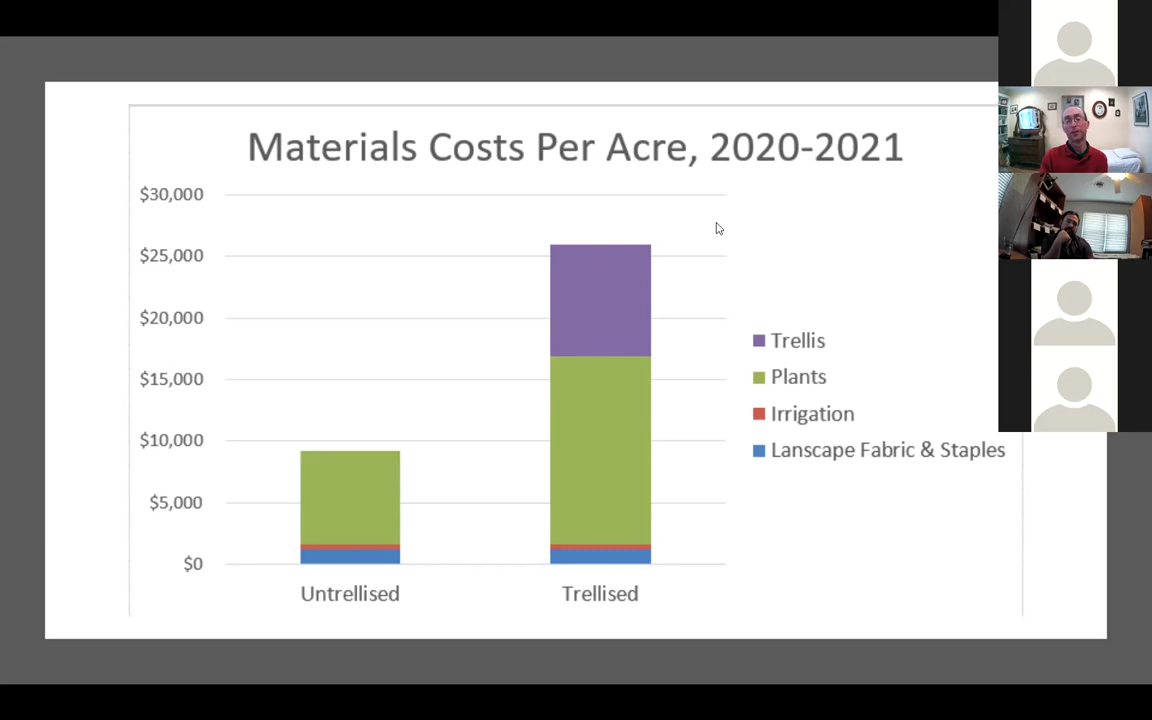 Materials Costs Per Acre, 2020-2021
$30,000
$25,000
$20,000
$15,000
$10,000
$5,000
$0
Untrellised
Trellised
Trellis
Plants
Irrigation
Lanscape Fabric & Staples